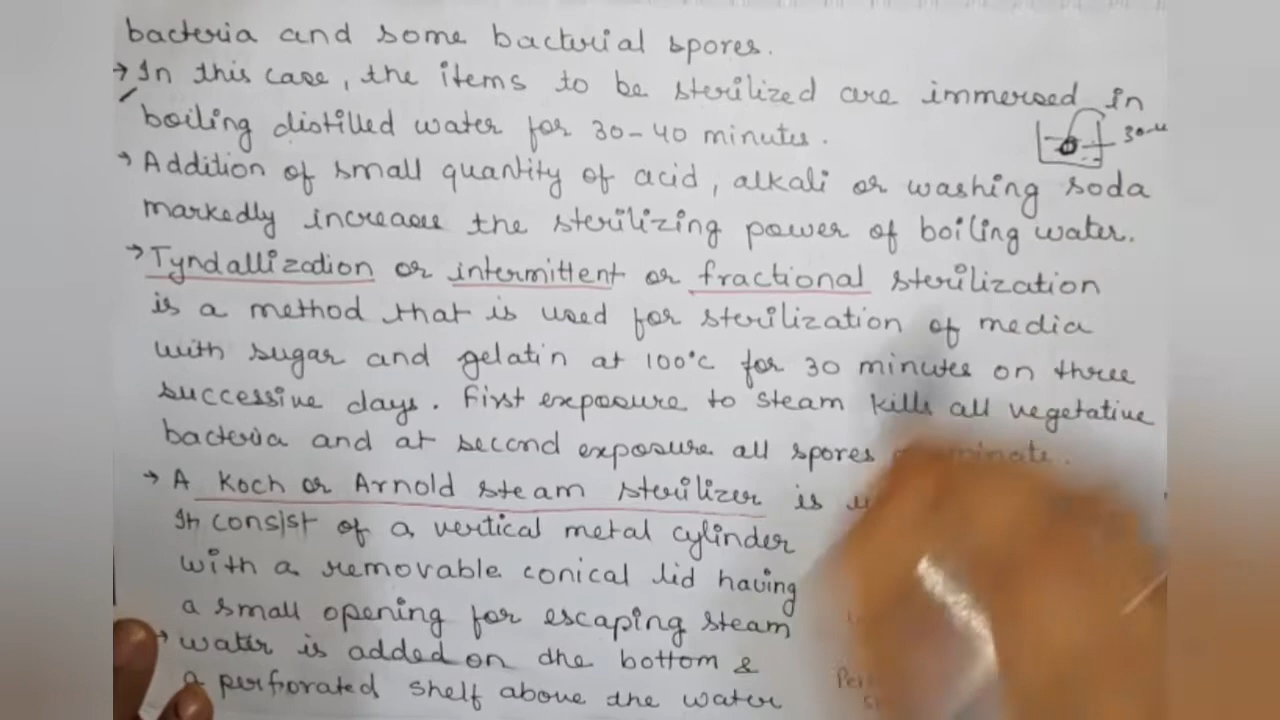 bacteria and some bacterial spores.
→ In this case, the items to be sterilized are immersed in
boiling distilled water for 30-40 minutes.
→ Addition of small quantity of acid, alkali or washing soda
markedly increase the sterilizing power of boiling water.
→ Tyndallization or intermittent or fractional sterilization
is a method that is used for sterilization of media
with sugar and gelatin at 100°c for 30 minutes on three
successive days. First exposure to steam kills all vegetative
bacteria and at second exposure all spores
→ A Koch or Arnold steam sterilizer is
It consist of a vertical metal cylinder
with a removable conical lid having
a small opening for escaping steam
→ water is added on the bottom &
a perforated shelf above the water